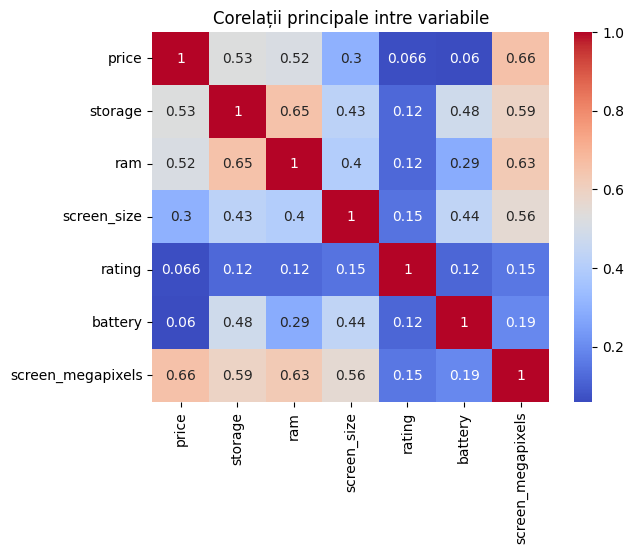 Corelații principale intre variabile
price 1 0.53 0.52 0.3 0.066 0.06 0.66
storage 0.53 1 0.65 0.43 0.12 0.48 0.59
ram 0.52 0.65 1 0.4 0.12 0.29 0.63
screen_size 0.3 0.43 0.4 1 0.15 0.44 0.56
rating 0.066 0.12 0.12 0.15 1 0.12 0.15
battery 0.06 0.48 0.29 0.44 0.12 1 0.19
screen_megapixels 0.66 0.59 0.63 0.56 0.15 0.19 1
price
storage
ram
screen_size
rating
battery
screen_megapixels
1.0
0.8
0.6
0.4
0.2